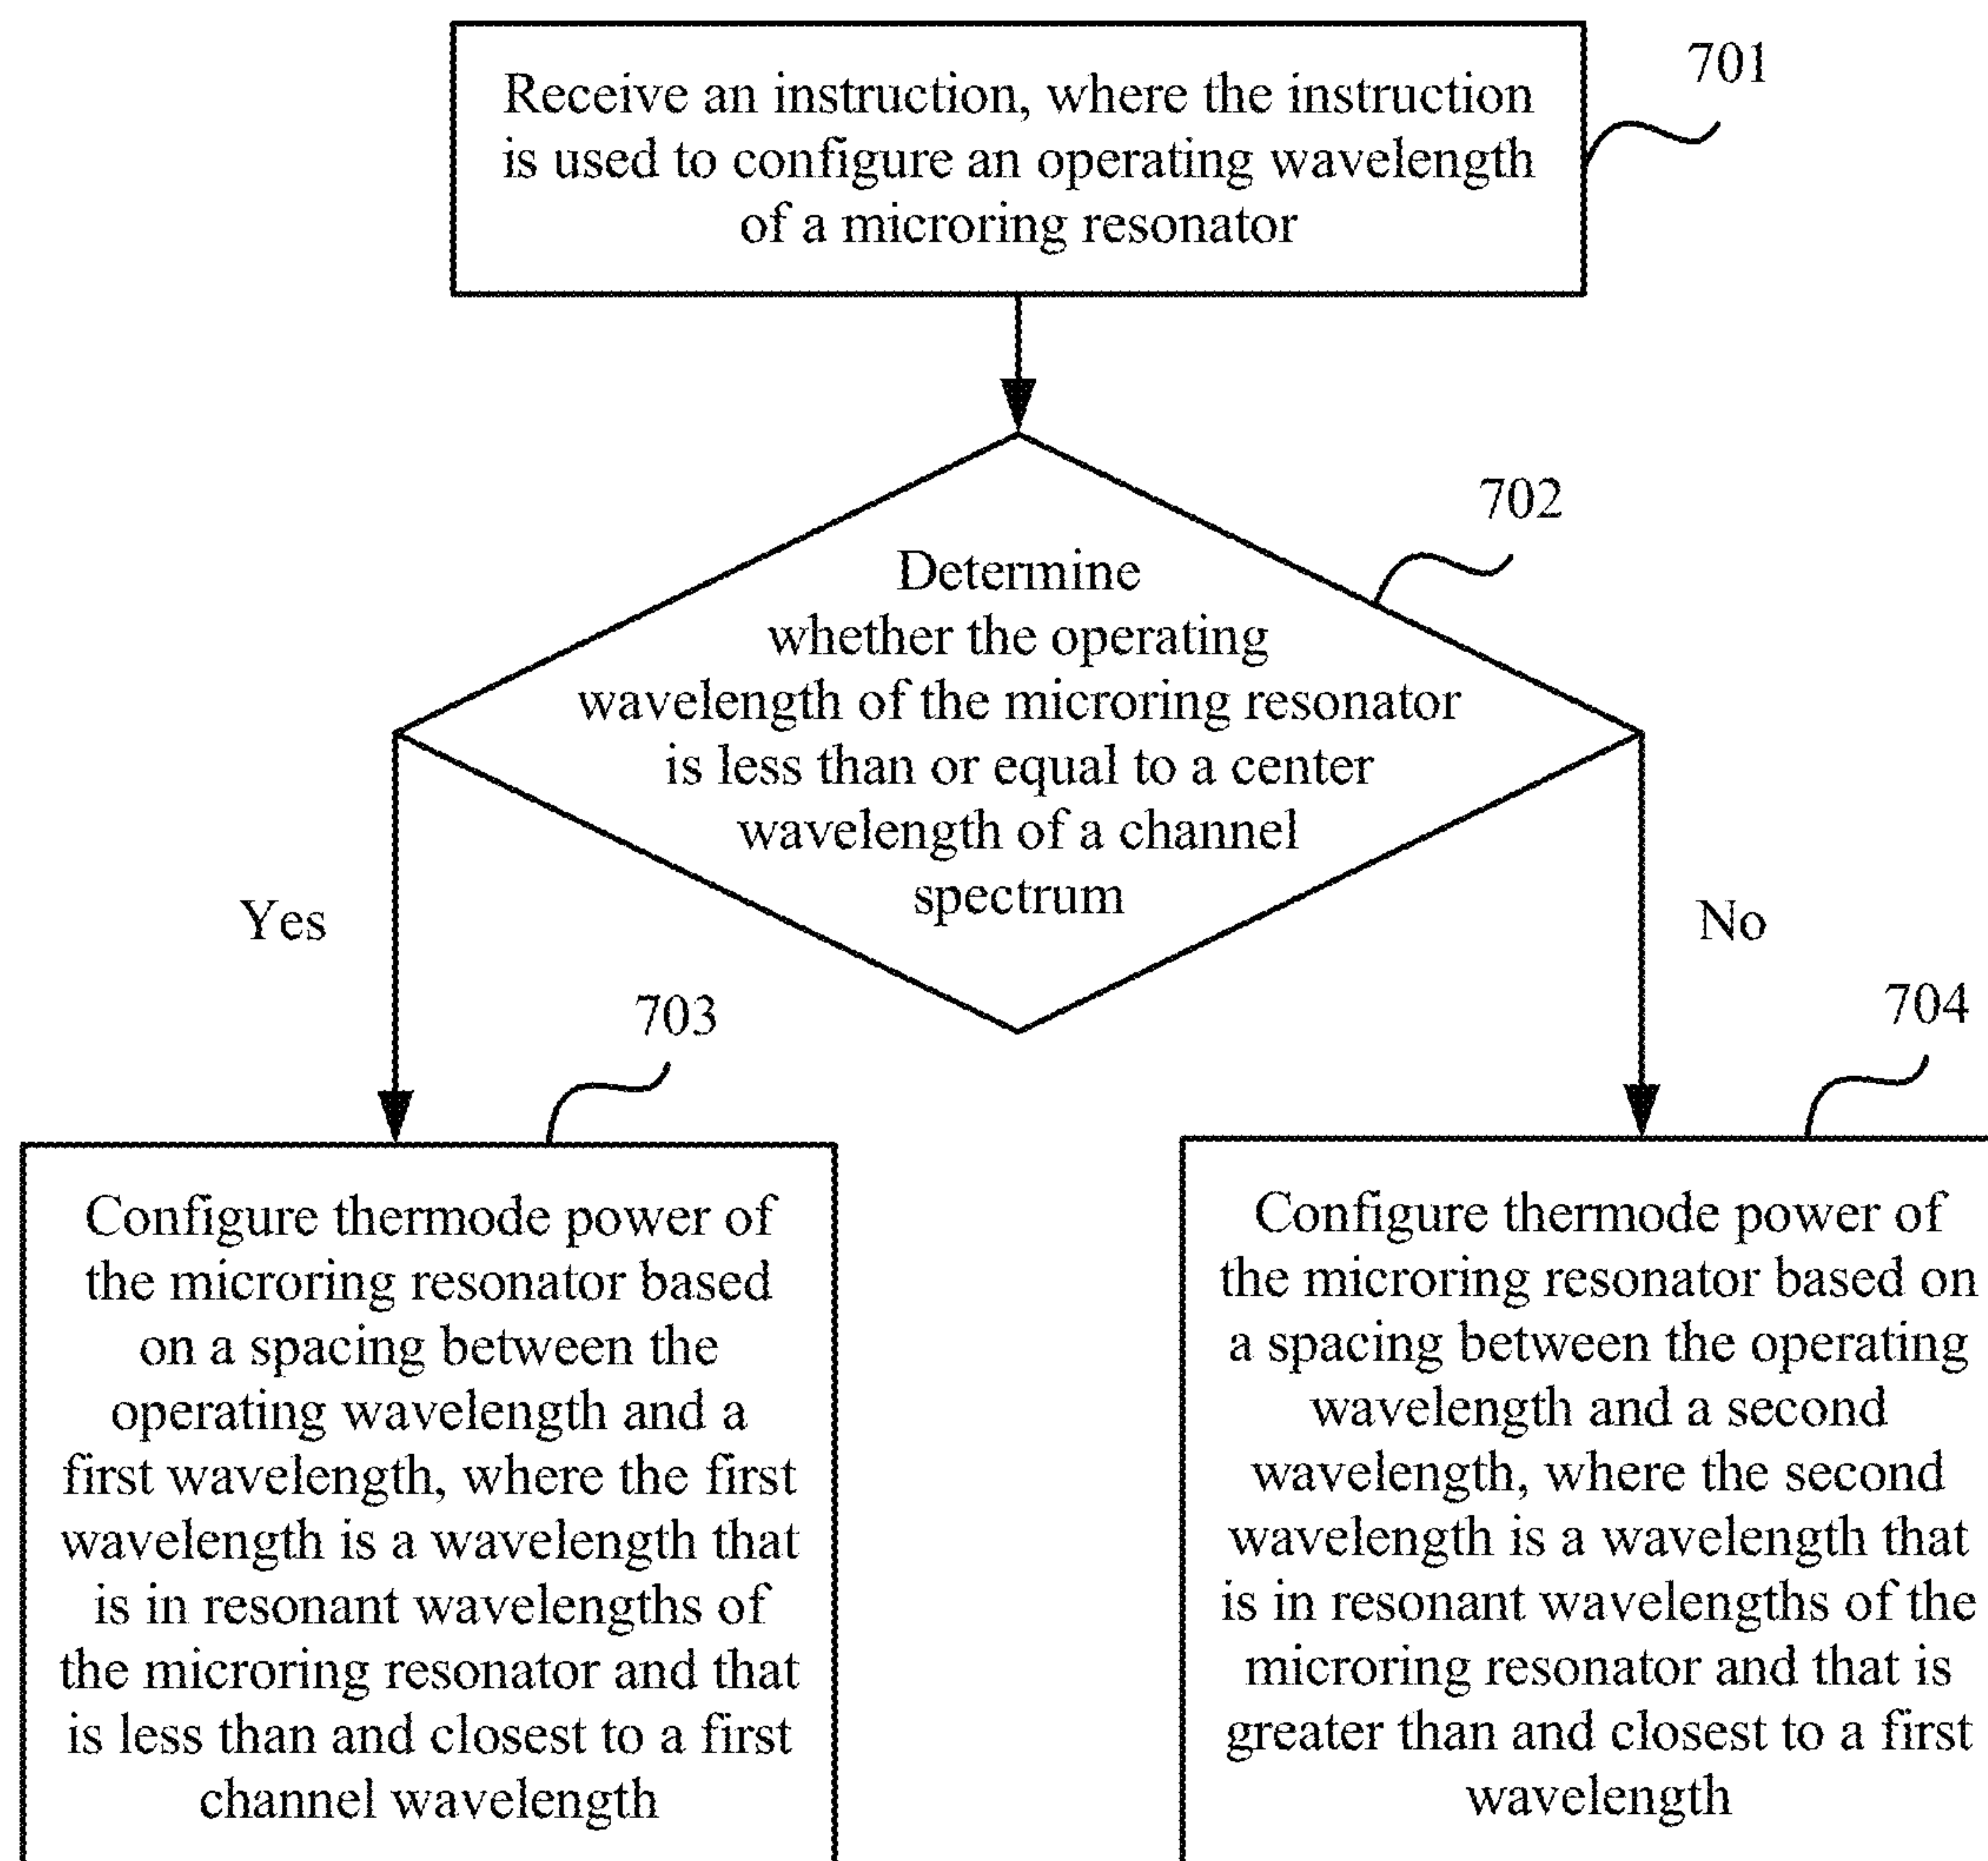 Receive an instruction, where the instruction
is used to configure an operating wavelength
of a microring resonator
701
Determine
whether the operating
wavelength of the microring resonator
is less than or equal to a center
wavelength of a channel
spectrum
702
Yes
No
703
Configure thermode power of
the microring resonator based
on a spacing between the
operating wavelength and a
first wavelength, where the first
wavelength is a wavelength that
is in resonant wavelengths of
the microring resonator and that
is less than and closest to a first
channel wavelength
704
Configure thermode power of
the microring resonator based on
a spacing between the operating
wavelength and a second
wavelength, where the second
wavelength is a wavelength that
is in resonant wavelengths of the
microring resonator and that is
greater than and closest to a first
wavelength